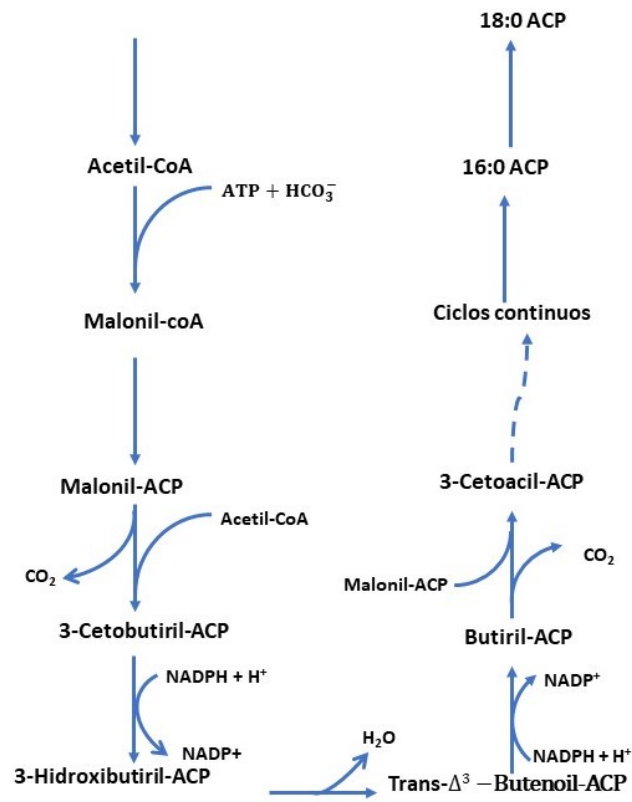 18:0 ACP
Acetil-CoA
16:0 ACP
ATP + HCO₃⁻
Malonil-coA
Ciclos continuos
Malonil-ACP
3-Cetoacil-ACP
Acetil-CoA
CO₂
CO₂
Malonil-ACP
3-Cetobutiril-ACP
Butiril-ACP
NADPH + H⁺
NADP⁺
NADP+
H₂O
NADPH + H⁺
3-Hidroxibutiril-ACP
Trans-Δ³ −Butenoil-ACP